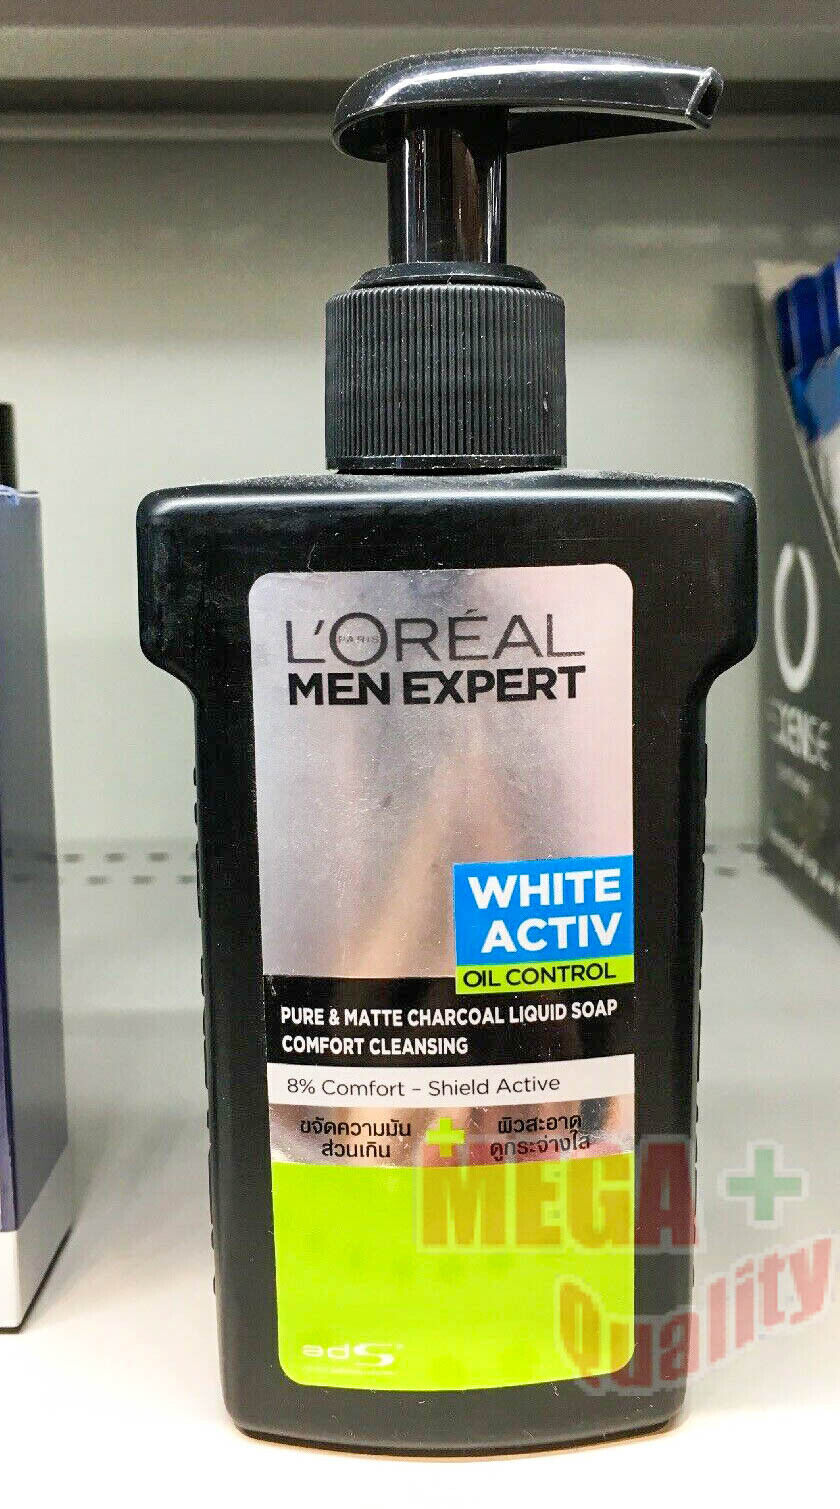 L'ORÉAL
PARIS
MEN EXPERT
WHITE
ACTIV
OIL CONTROL
PURE & MATTE CHARCOAL LIQUID SOAP
COMFORT CLEANSING
8% Comfort – Shield Active
ขจัดความมัน
ส่วนเกิน
+
ผิวสะอาด
ดูกระจ่างใส
MEGA +
Quality